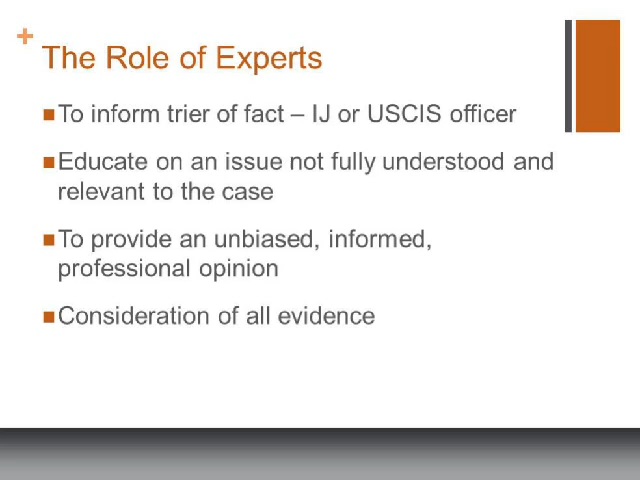 +
The Role of Experts
■To inform trier of fact – IJ or USCIS officer
■Educate on an issue not fully understood and
relevant to the case
■To provide an unbiased, informed,
professional opinion
■Consideration of all evidence